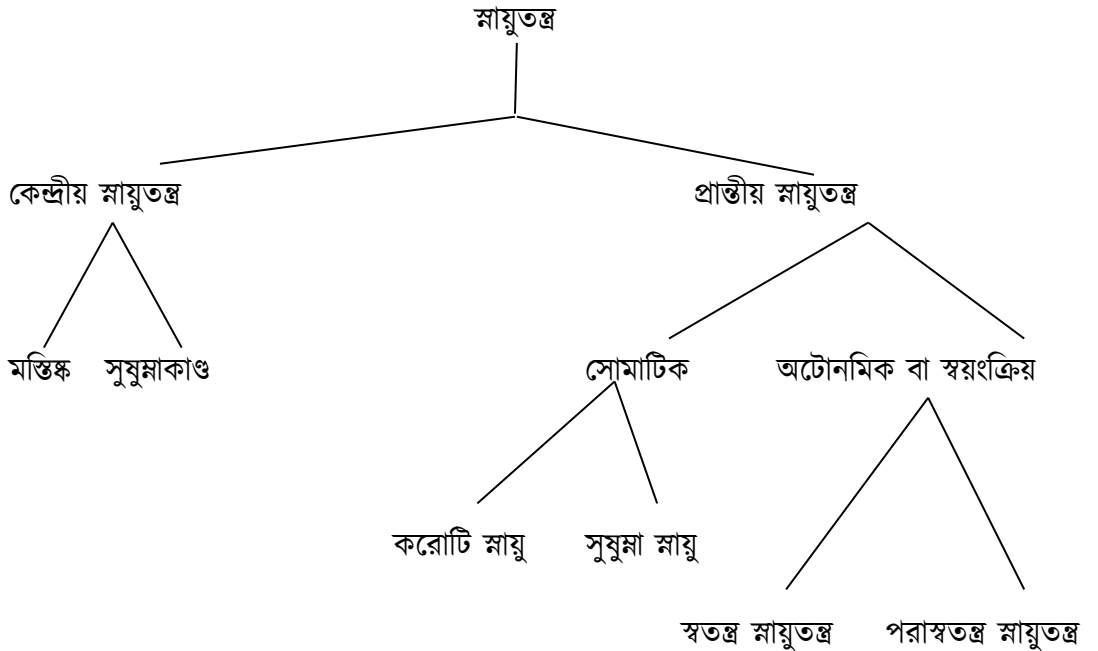 স্নায়ুতন্ত্র
কেন্দ্রীয় স্নায়ুতন্ত্র প্রান্তীয় স্নায়ুতন্ত্র
মস্তিষ্ক সুষুম্নাকাণ্ড সোমাটিক অটোনমিক বা স্বয়ংক্রিয়
করোটি স্নায়ু সুষুম্না স্নায়ু
স্বতন্ত্র স্নায়ুতন্ত্র পরাস্বতন্ত্র স্নায়ুতন্ত্র